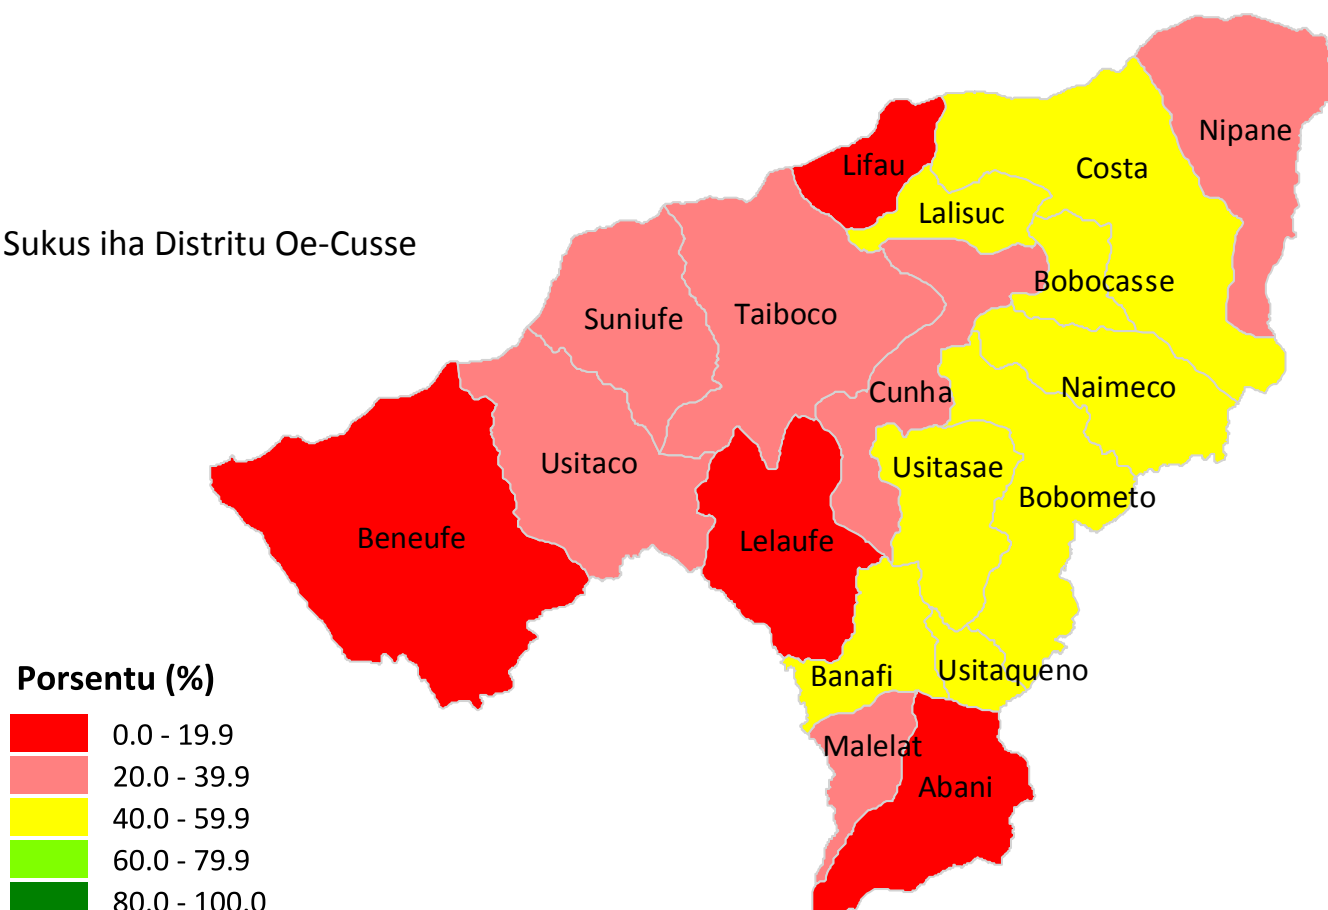 Nipane
Lifau
Costa
Lalisuc
Sukus iha Distritu Oe-Cusse
Bobocasse
Suniufe
Taiboco
Naimeco
Cunha
Usitaco
Usitasae
Bobometo
Beneufe
Lelaufe
Banafi
Usitaqueno
Malelat
Abani
Porsentu (%)
0.0 - 19.9
20.0 - 39.9
40.0 - 59.9
60.0 - 79.9
80.0 - 100.0